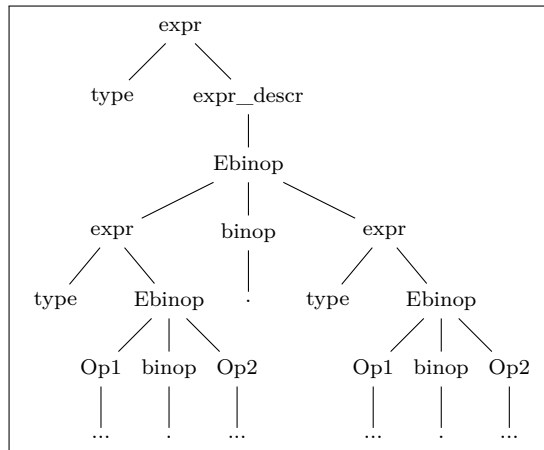 expr
type expr_descr
Ebinop
expr binop expr
type Ebinop . type Ebinop
Op1 binop Op2 Op1 binop Op2
... . ... ... . ...